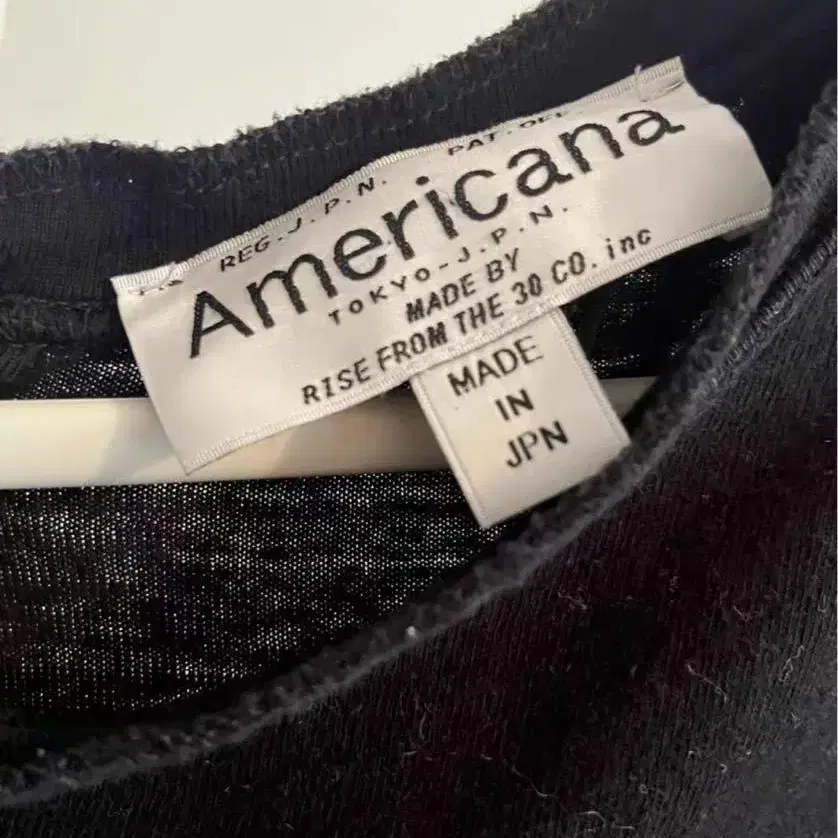 REG. J.P.N. • PAT. OFF.
Americana
TOKYO-J.P.N.
MADE BY
RISE FROM THE 30 CO. inc
MADE
IN
JPN